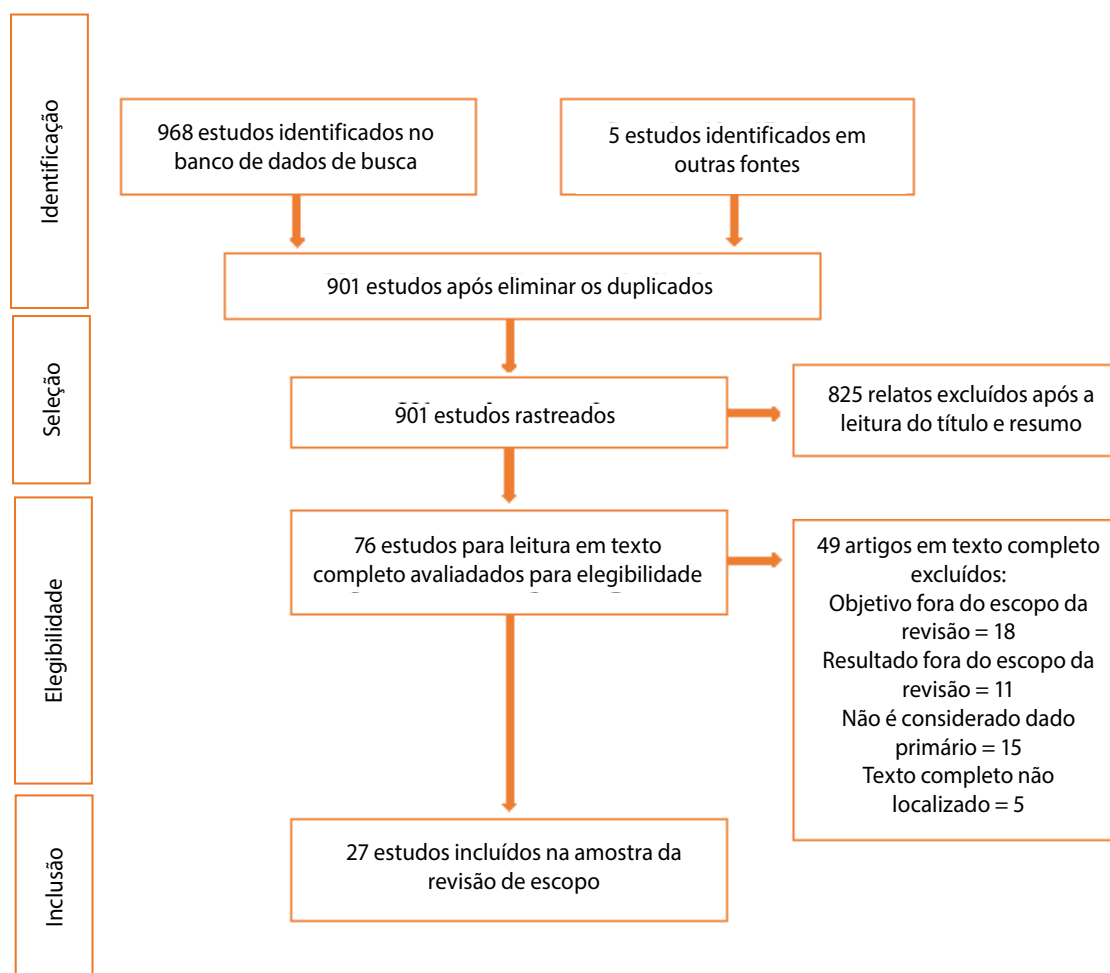 Identificação
968 estudos identificados no
banco de dados de busca
5 estudos identificados em
outras fontes
901 estudos após eliminar os duplicados
Seleção
901 estudos rastreados
825 relatos excluídos após a
leitura do título e resumo
Elegibilidade
76 estudos para leitura em texto
completo avaliadados para elegibilidade
49 artigos em texto completo
excluídos:
Objetivo fora do escopo da
revisão = 18
Resultado fora do escopo da
revisão = 11
Não é considerado dado
primário = 15
Texto completo não
localizado = 5
Inclusão
27 estudos incluídos na amostra da
revisão de escopo